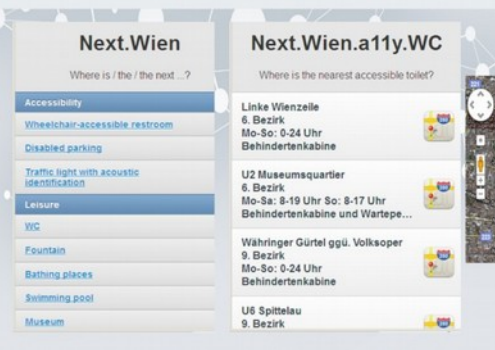 Next.Wien
Where is / the / the next ...?
Accessibility
Wheelchair-accessible restroom
Disabled parking
Traffic light with acoustic
identification
Leisure
WC
Fountain
Bathing places
Swimming pool
Museum
Next.Wien.a11y.WC
Where is the nearest accessible toilet?
Linke Wienzeile
6. Bezirk
Mo-So: 0-24 Uhr
Behindertenkabine
U2 Museumsquartier
6. Bezirk
Mo-Sa: 8-19 Uhr So: 8-17 Uhr
Behindertenkabine und Wartepe...
Währinger Gürtel ggü. Volksoper
9. Bezirk
Mo-So: 0-24 Uhr
Behindertenkabine
U6 Spittelau
9. Bezirk